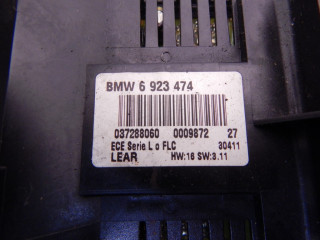 BMW 6 923 474
037288060 0009872 27
ECE Serie L o FLC 30411
LEAR HW:16 SW:3.11